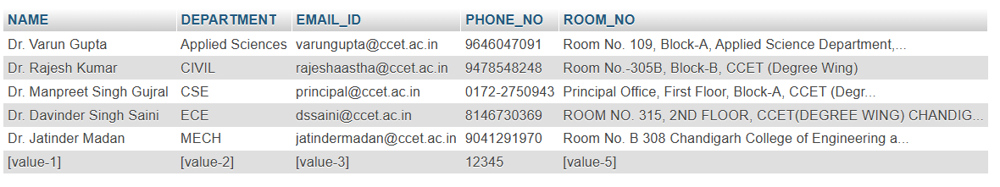 NAME DEPARTMENT EMAIL_ID PHONE_NO ROOM_NO
Dr. Varun Gupta Applied Sciences varungupta@ccet.ac.in 9646047091 Room No. 109, Block-A, Applied Science Department,...
Dr. Rajesh Kumar CIVIL rajeshaastha@ccet.ac.in 9478548248 Room No.-305B, Block-B, CCET (Degree Wing)
Dr. Manpreet Singh Gujral CSE principal@ccet.ac.in 0172-2750943 Principal Office, First Floor, Block-A, CCET (Degr...
Dr. Davinder Singh Saini ECE dssaini@ccet.ac.in 8146730369 ROOM NO. 315, 2ND FLOOR, CCET(DEGREE WING) CHANDIG...
Dr. Jatinder Madan MECH jatindermadan@ccet.ac.in 9041291970 Room No. B 308 Chandigarh College of Engineering a...
[value-1] [value-2] [value-3] 12345 [value-5]